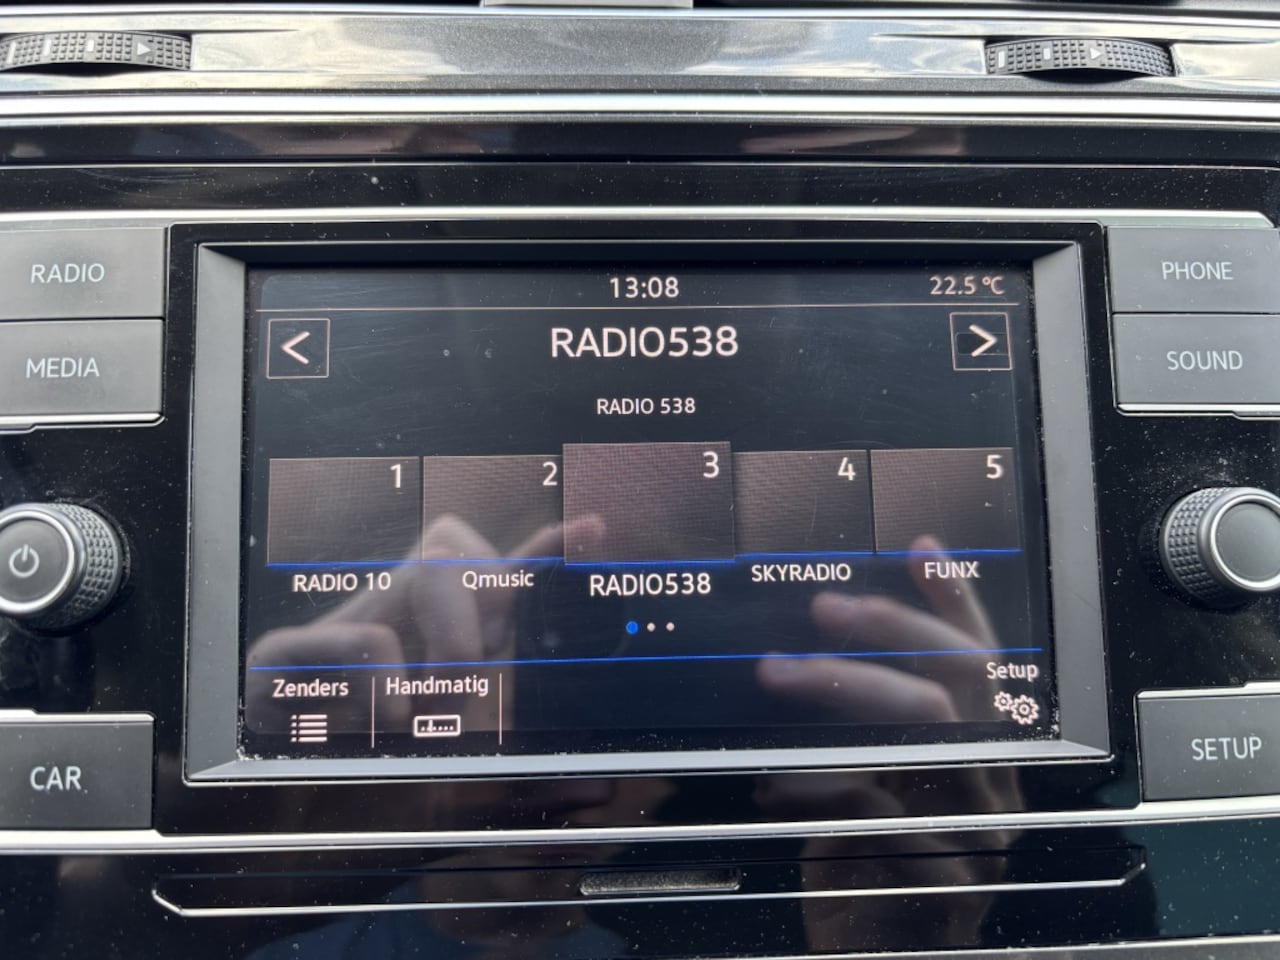 RADIO
MEDIA
CAR
PHONE
SOUND
SETUP
13:08
22.5 °C
<
RADIO538
>
RADIO 538
1
2
3
4
5
RADIO 10
Qmusic
RADIO538
SKYRADIO
FUNX
Zenders
Handmatig
Setup